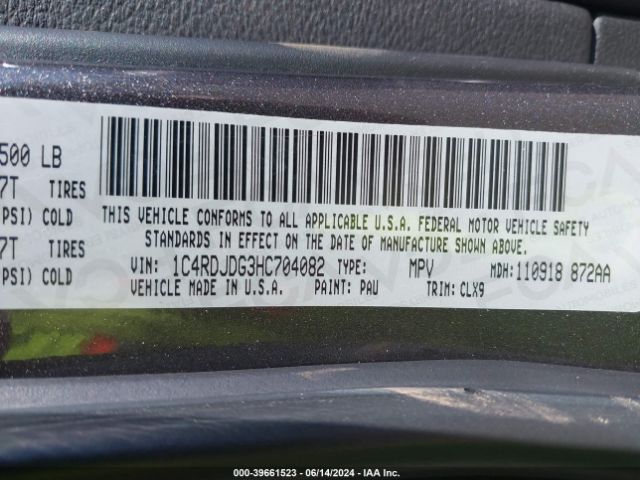 500 LB
7T TIRES
PSI) COLD
7T TIRES
PSI) COLD
THIS VEHICLE CONFORMS TO ALL APPLICABLE U.S.A. FEDERAL MOTOR VEHICLE SAFETY
STANDARDS IN EFFECT ON THE DATE OF MANUFACTURE SHOWN ABOVE.
VIN: 1C4RDJDG3HC704082 TYPE: MPV MDH:110918 872AA
VEHICLE MADE IN U.S.A. PAINT: PAU TRIM: CLX9
000-39661523 - 06/14/2024 - IAA Inc.